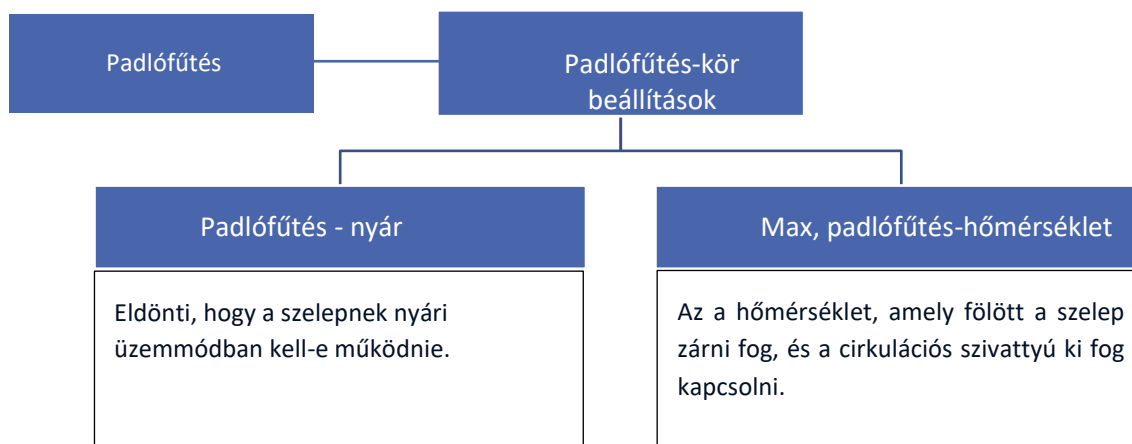 Padlófűtés
Padlófűtés-kör
beállítások
Padlófűtés - nyár
Eldönti, hogy a szelepnek nyári
üzemmódban kell-e működnie.
Max, padlófűtés-hőmérséklet
Az a hőmérséklet, amely fölött a szelep
zárni fog, és a cirkulációs szivattyú ki fog
kapcsolni.